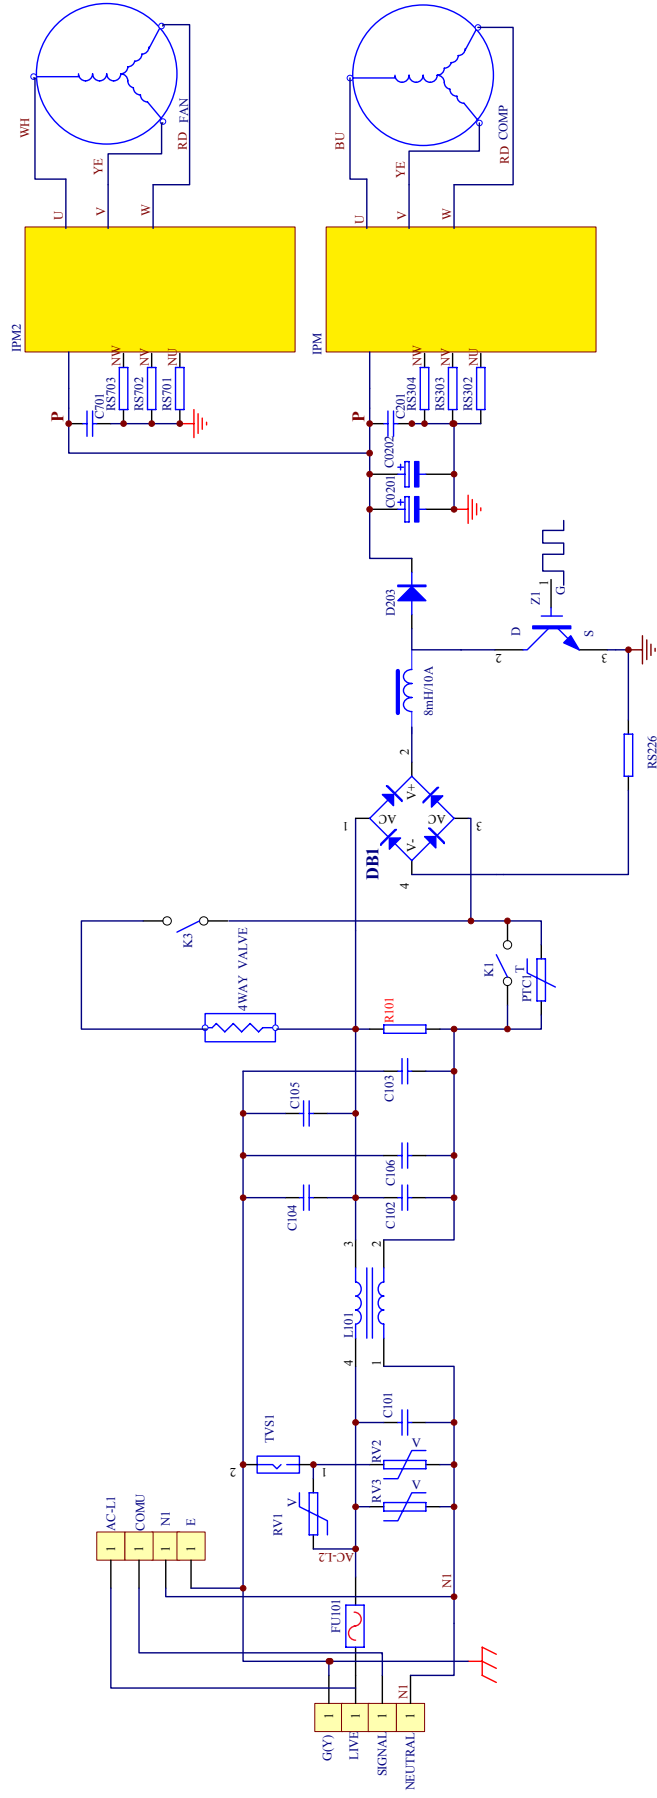 WH
YE
RD
FAN
U
V
W
IPM2
P
C701
RS703
NW
RS702
NV
RS701
NU
BU
YE
RD
COMP
U
V
W
IPM
P
C201
RS304
NW
RS303
NV
RS302
NU
C0202
+
C0201
+
D203
Z1
1
G
D
S
2
3
8mH/10A
RS226
2
1
AC
V+
AC
V-
3
4
DB1
K3
4WAY VALVE
K1
T
PTC1
R101
C105
C103
C106
C104
C102
3
2
L101
4
1
C101
TVS1
2
1
RV2
V
RV3
V
RV1
V
AC-L2
AC-L1
COMU
N1
E
1
1
1
1
N1
FU101
N1
1
1
1
1
G(Y)
LIVE
SIGNAL
NEUTRAL